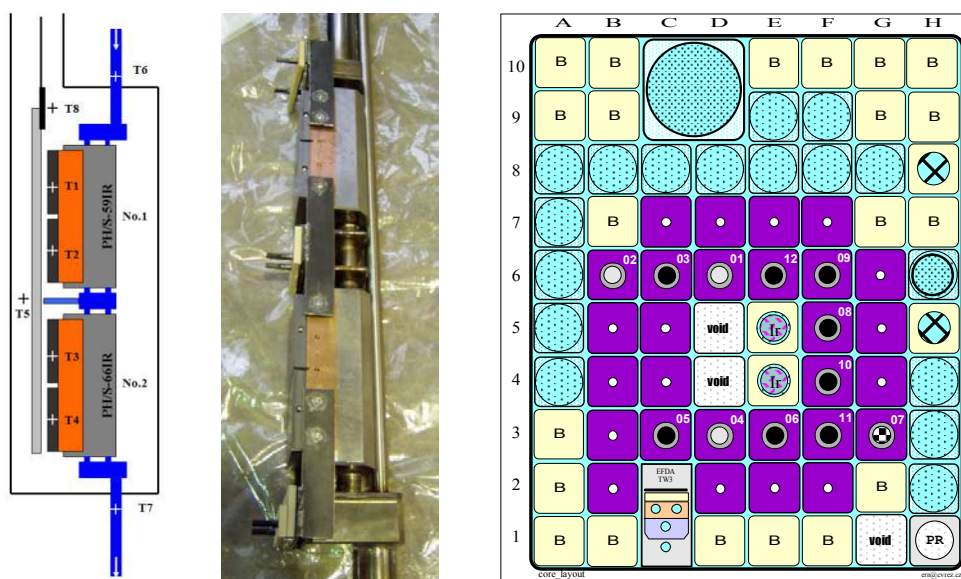 T6
T8
T1
PH/S-59IR
No.1
T2
T5
T3
PH/S-66IR
No.2
T4
T7
A B C D E F G H
10 B B B B B B
9 B B B B
8
7 B B B
6 02 03 01 12 09
5 void Ir 08
4 void Ir 10
3 B 05 04 06 11 07
2 B EFDA B
TW3
1 B B B B B void PR
core_layout